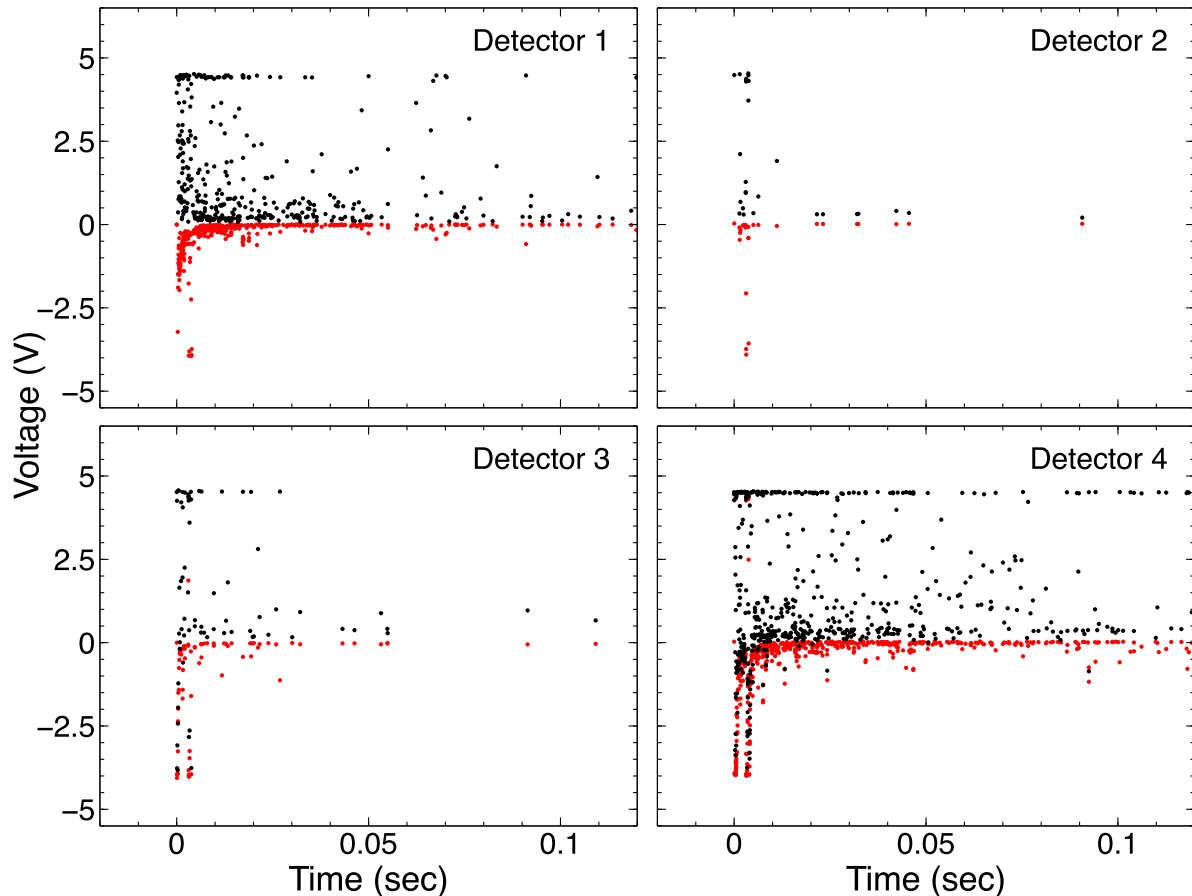 Detector 1
Detector 2
5
2.5
0
−2.5
−5
Voltage (V)
Detector 3
Detector 4
5
2.5
0
−2.5
−5
0
0.05
0.1
0
0.05
0.1
Time (sec)
Time (sec)